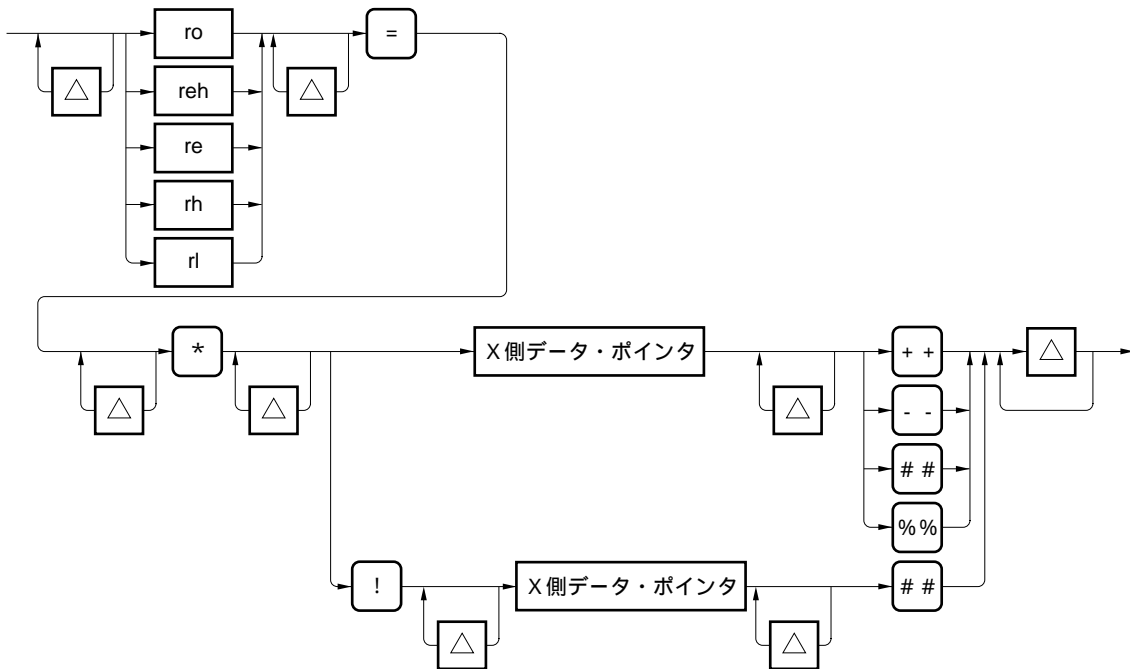 ro
=
△
reh
△
re
rh
rl
*
X側データ・ポインタ
+ +
△
△
△
△
- -
# #
%%
!
X側データ・ポインタ
# #
△
△